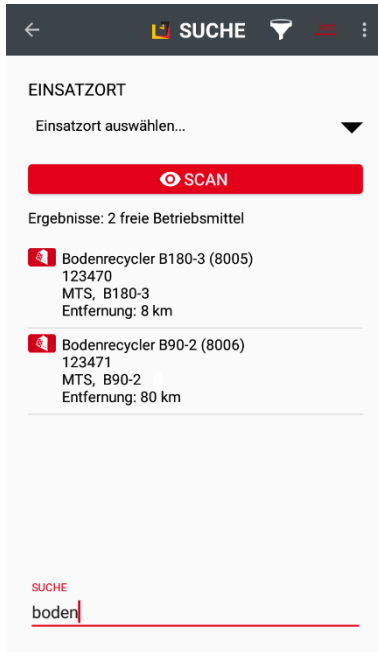 SUCHE
EINSATZORT
Einsatzort auswählen...
SCAN
Ergebnisse: 2 freie Betriebsmittel
Bodenrecycler B180-3 (8005)
123470
MTS, B180-3
Entfernung: 8 km
Bodenrecycler B90-2 (8006)
123471
MTS, B90-2
Entfernung: 80 km
SUCHE
boden